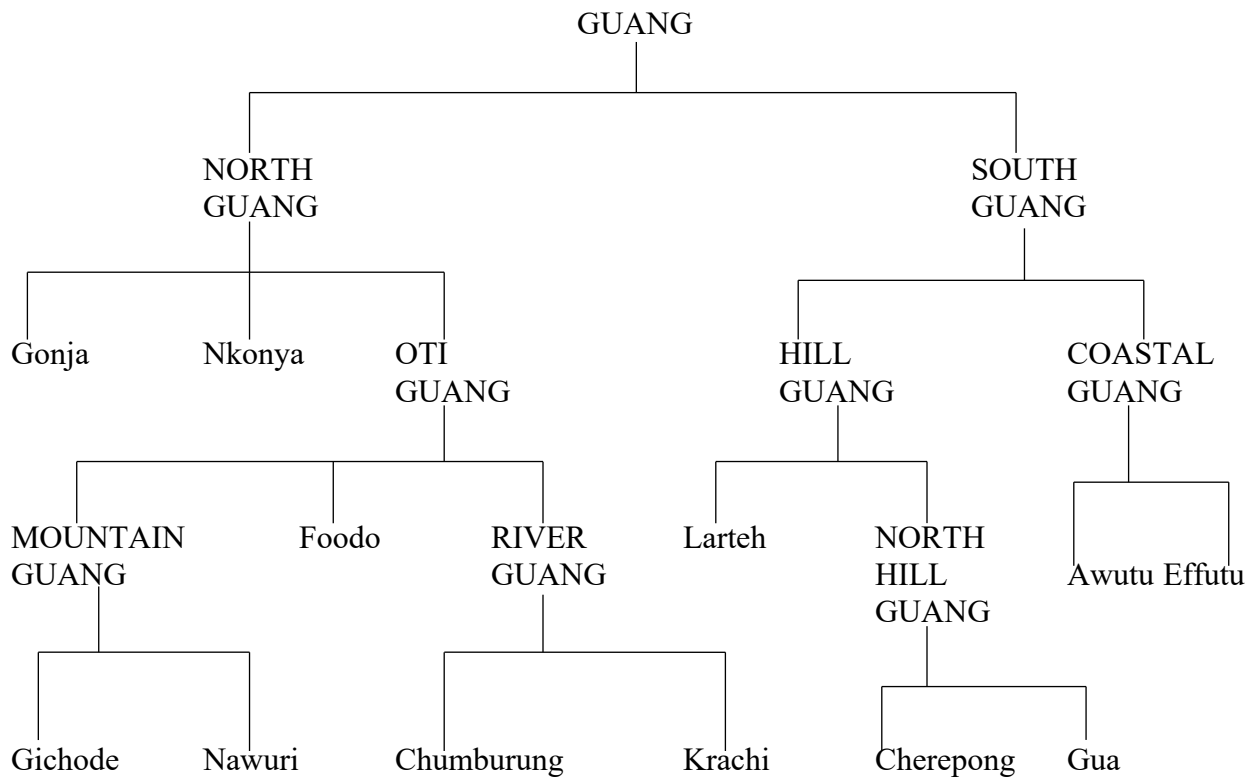 GUANG
NORTH SOUTH
GUANG GUANG
Gonja Nkonya OTI HILL COASTAL
GUANG GUANG GUANG
MOUNTAIN Foodo RIVER Larteh NORTH Awutu Effutu
GUANG GUANG HILL
GUANG
Gichode Nawuri Chumburung Krachi Cherepong Gua